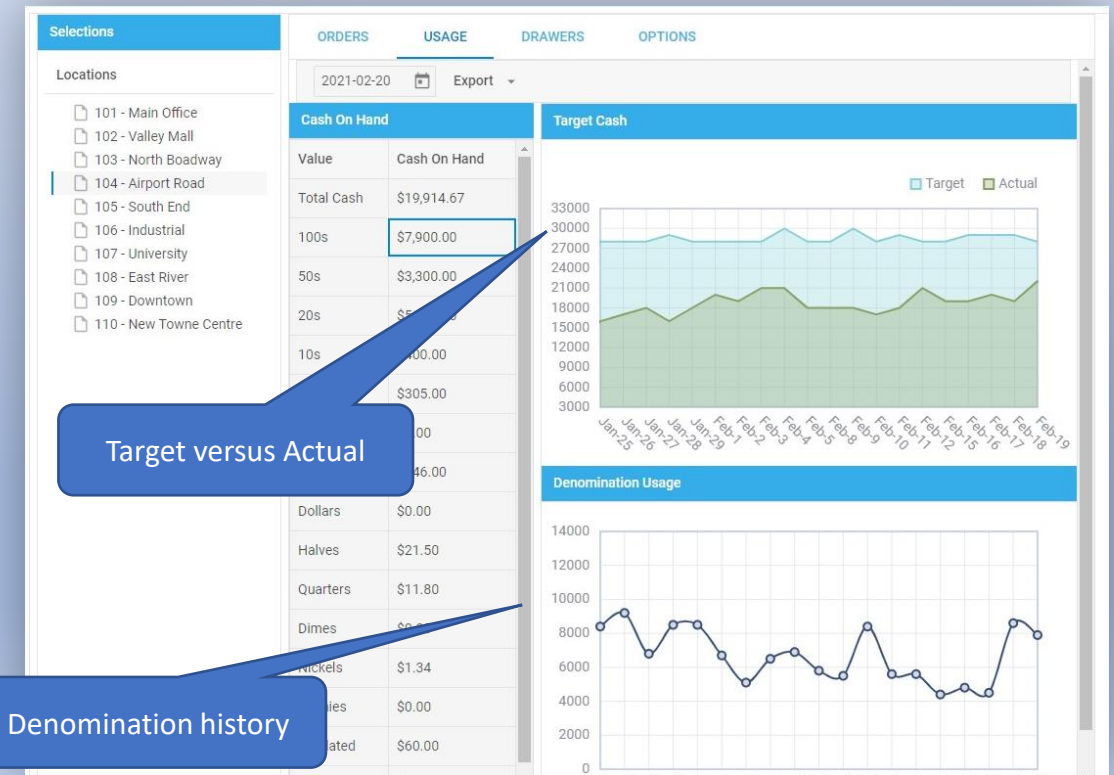 Selections
Locations
101 - Main Office
102 - Valley Mall
103 - North Boadway
104 - Airport Road
105 - South End
106 - Industrial
107 - University
108 - East River
109 - Downtown
110 - New Towne Centre
ORDERS USAGE DRAWERS OPTIONS
2021-02-20 Export
Cash On Hand
Value Cash On Hand
Total Cash $19,914.67
100s $7,900.00
50s $3,300.00
20s
10s
$305.00
Dollars $0.00
Halves $21.50
Quarters $11.80
Dimes
Nickels $1.34
$0.00
$60.00
Target versus Actual
Denomination history
Target Cash
Target Actual
33000
30000
27000
24000
21000
18000
15000
12000
9000
6000
3000
Jan-25 Jan-26 Jan-27 Jan-28 Jan-29 Feb-1 Feb-2 Feb-3 Feb-4 Feb-5 Feb-8 Feb-9 Feb-10 Feb-11 Feb-12 Feb-15 Feb-16 Feb-17 Feb-18 Feb-19
Denomination Usage
14000
12000
10000
8000
6000
4000
2000
0